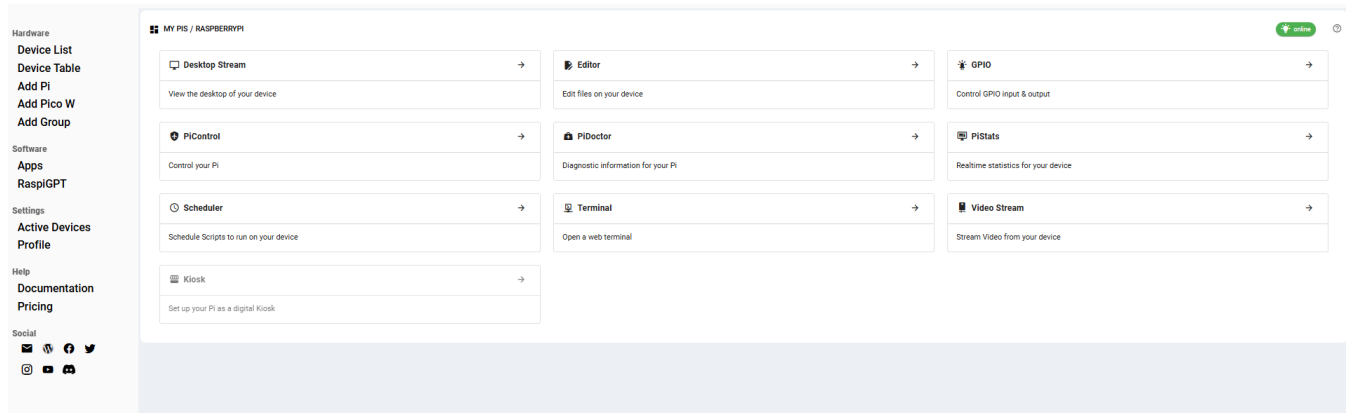 Hardware
Device List
Device Table
Add Pi
Add Pico W
Add Group
Software
Apps
RaspiGPT
Settings
Active Devices
Profile
Help
Documentation
Pricing
Social
MY PIS / RASPBERRYPI
online
Desktop Stream
View the desktop of your device
Editor
Edit files on your device
GPIO
Control GPIO input & output
PiControl
Control your Pi
PiDoctor
Diagnostic information for your Pi
PiStats
Realtime statistics for your device
Scheduler
Schedule Scripts to run on your device
Terminal
Open a web terminal
Video Stream
Stream Video from your device
Kiosk
Set up your Pi as a digital Kiosk